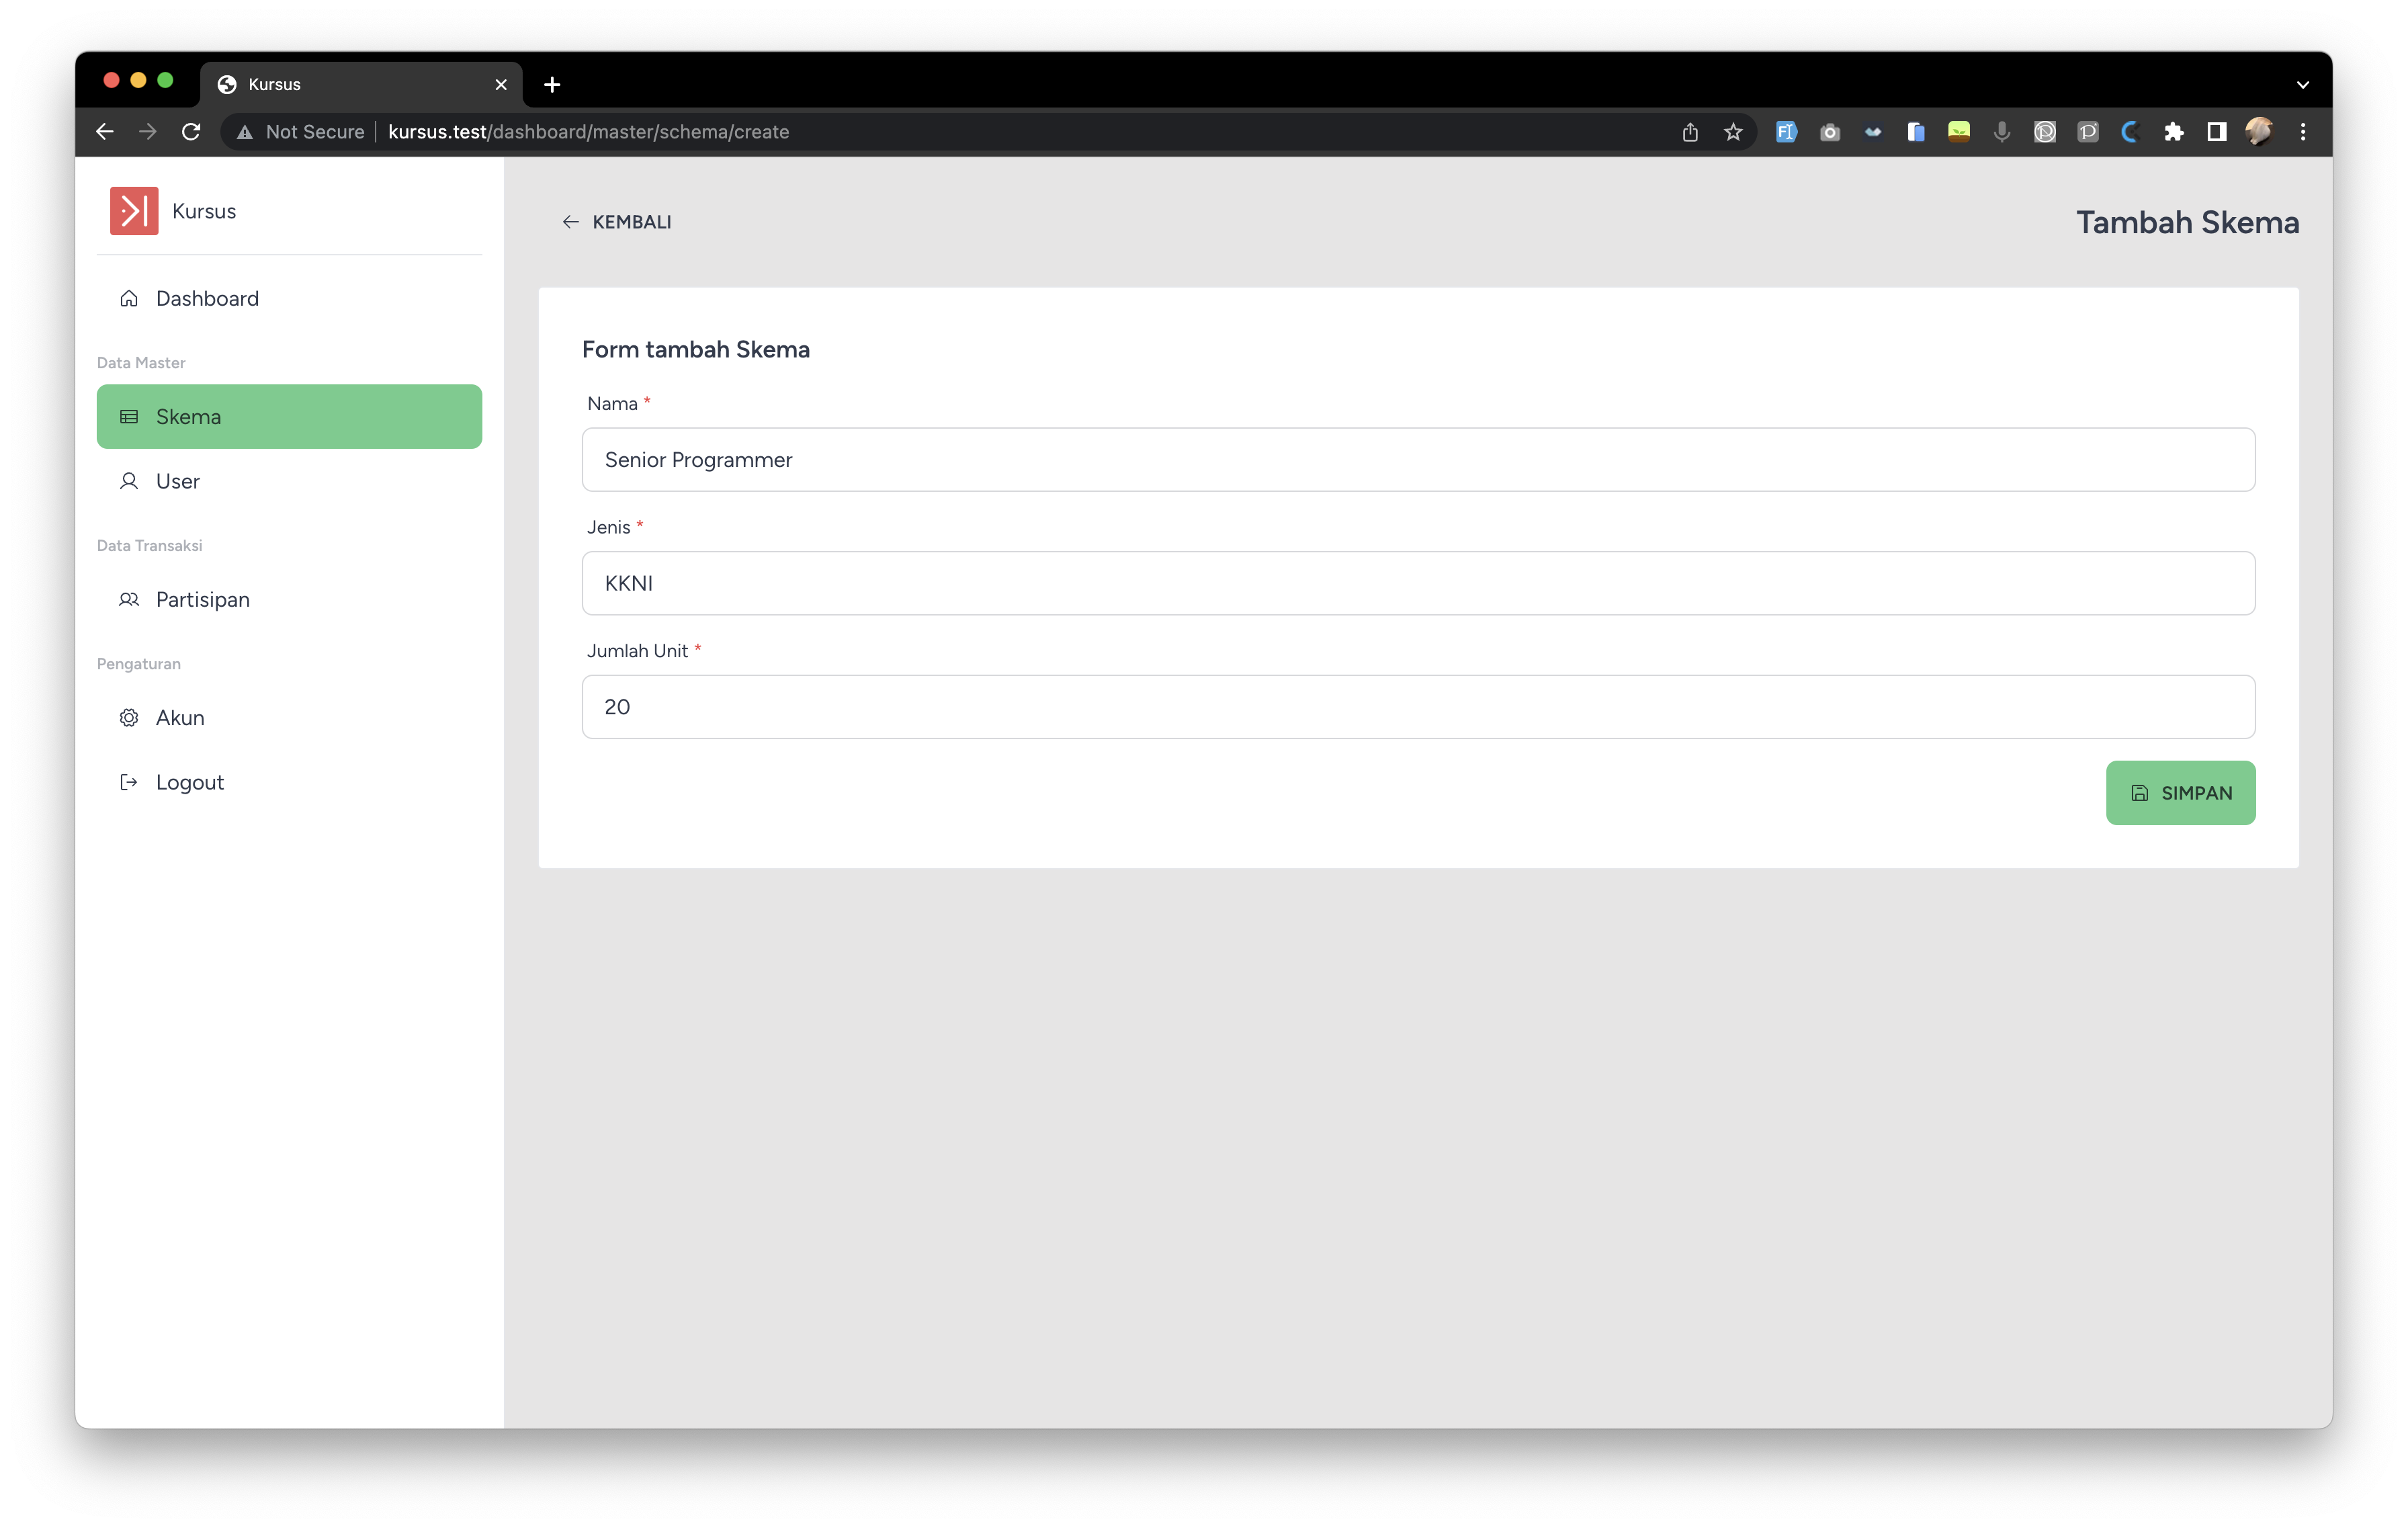 Kursus
Not Secure | kursus.test/dashboard/master/schema/create
Kursus
Dashboard
Data Master
Skema
User
Data Transaksi
Partisipan
Pengaturan
Akun
Logout
KEMBALI
Tambah Skema
Form tambah Skema
Nama *
Senior Programmer
Jenis *
KKNI
Jumlah Unit *
20
SIMPAN